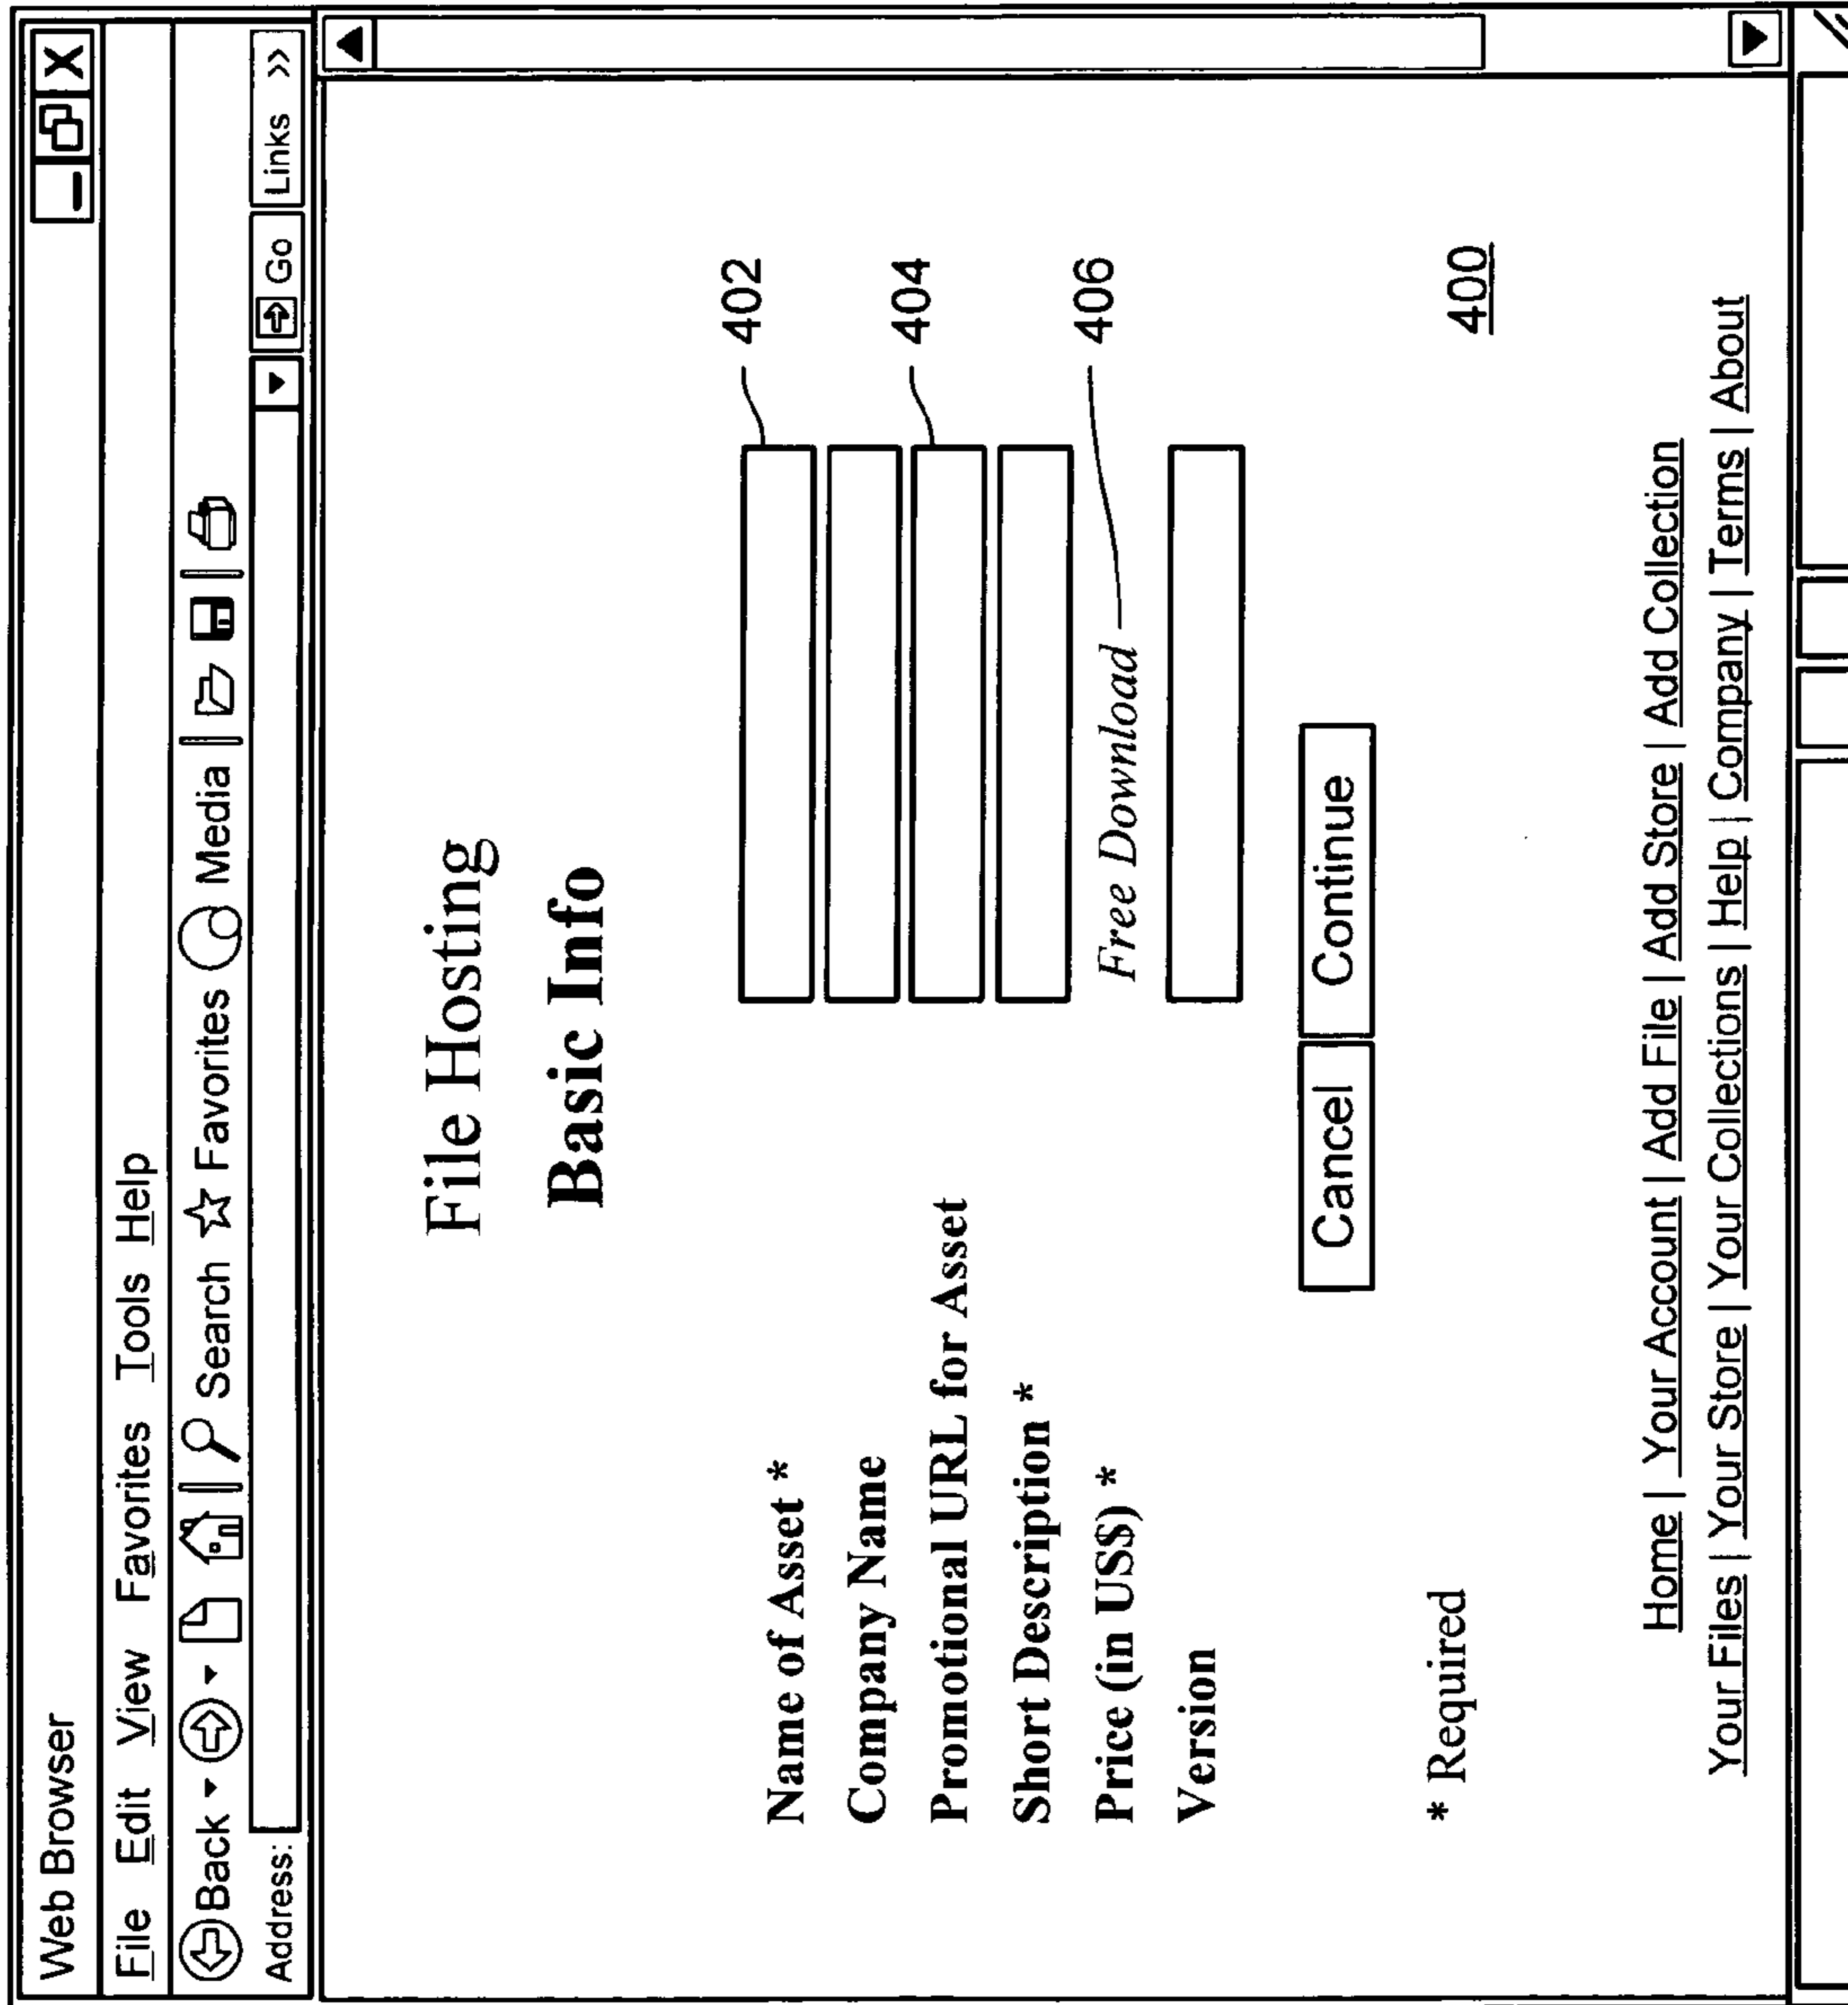 Web Browser
File Edit View Favorites Tools Help
Back Search Favorites Media
Address: Go Links >>
File Hosting
Basic Info
Name of Asset * 402
Company Name
Promotional URL for Asset 404
Short Description *
Price (in US$) * Free Download 406
Version
Cancel Continue
* Required 400
Home | Your Account | Add File | Add Store | Add Collection
Your Files | Your Store | Your Collections | Help | Company | Terms | About